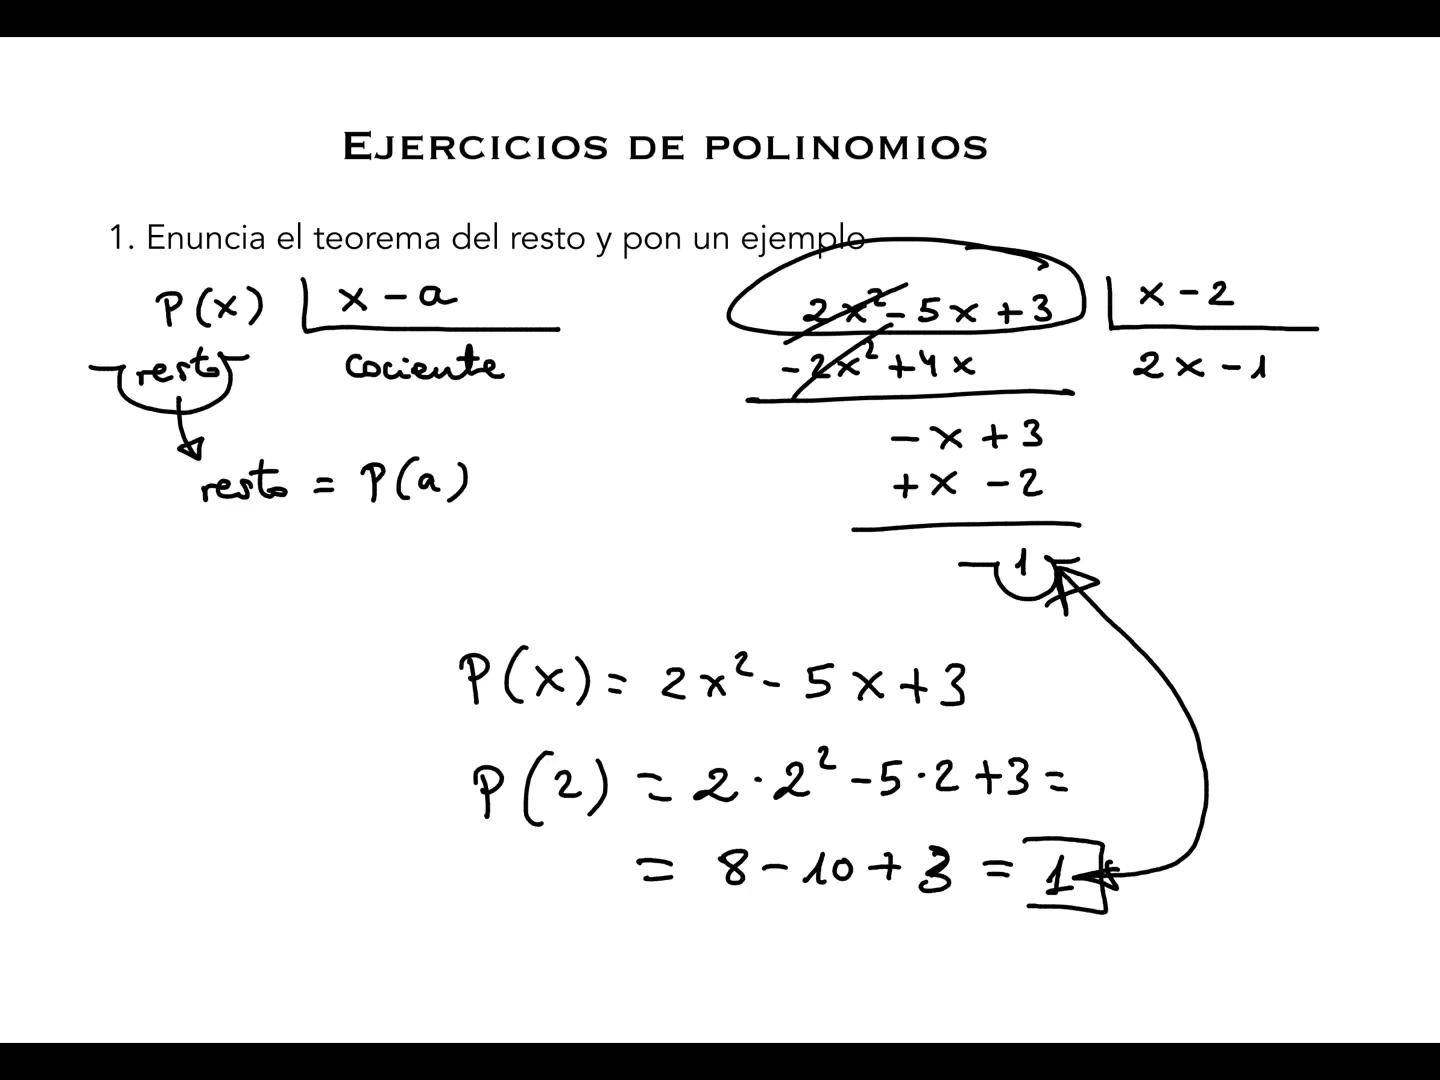 EJERCICIOS DE POLINOMIOS
1. Enuncia el teorema del resto y pon un ejemplo
P(x) | x - a
resto cociente
resto = P(a)
2x² - 5x + 3 | x - 2
-2x² + 4x 2x - 1
-x + 3
+x - 2
1
P(x) = 2x² - 5x + 3
P(2) = 2 · 2² - 5 · 2 + 3 =
= 8 - 10 + 3 = 1